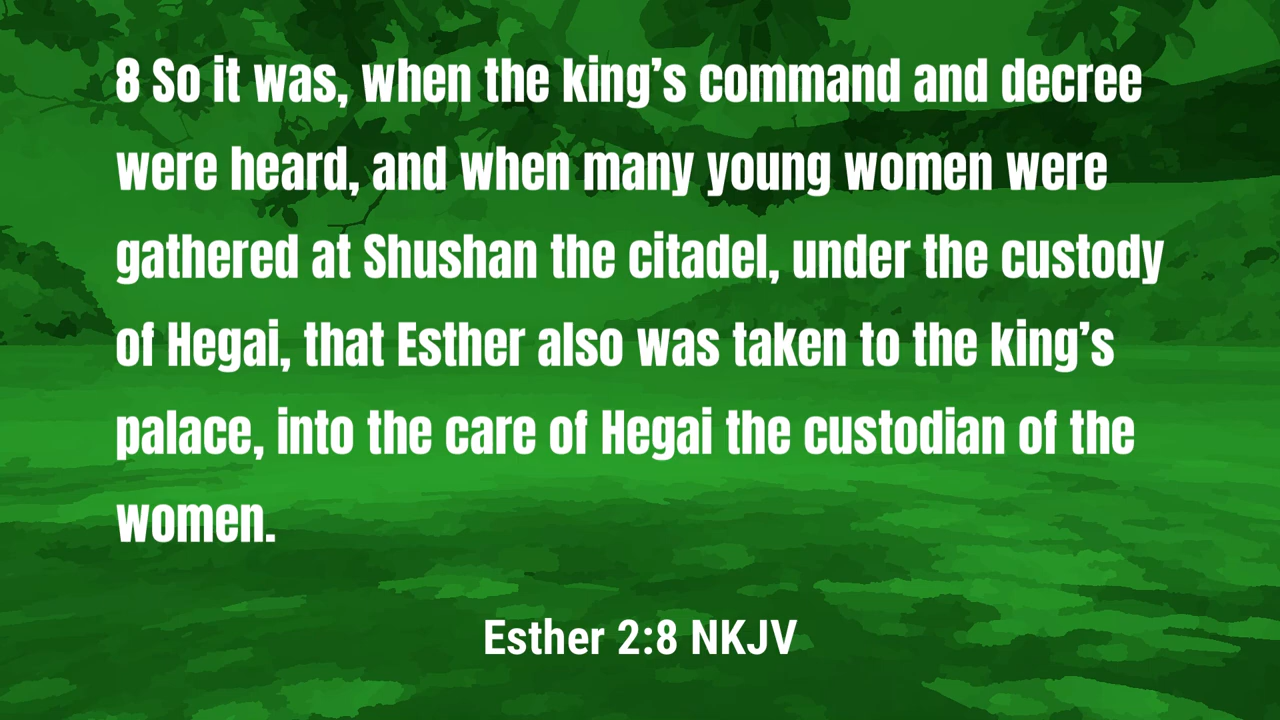 8 So it was, when the king’s command and decree
were heard, and when many young women were
gathered at Shushan the citadel, under the custody
of Hegai, that Esther also was taken to the king’s
palace, into the care of Hegai the custodian of the
women.
Esther 2:8 NKJV